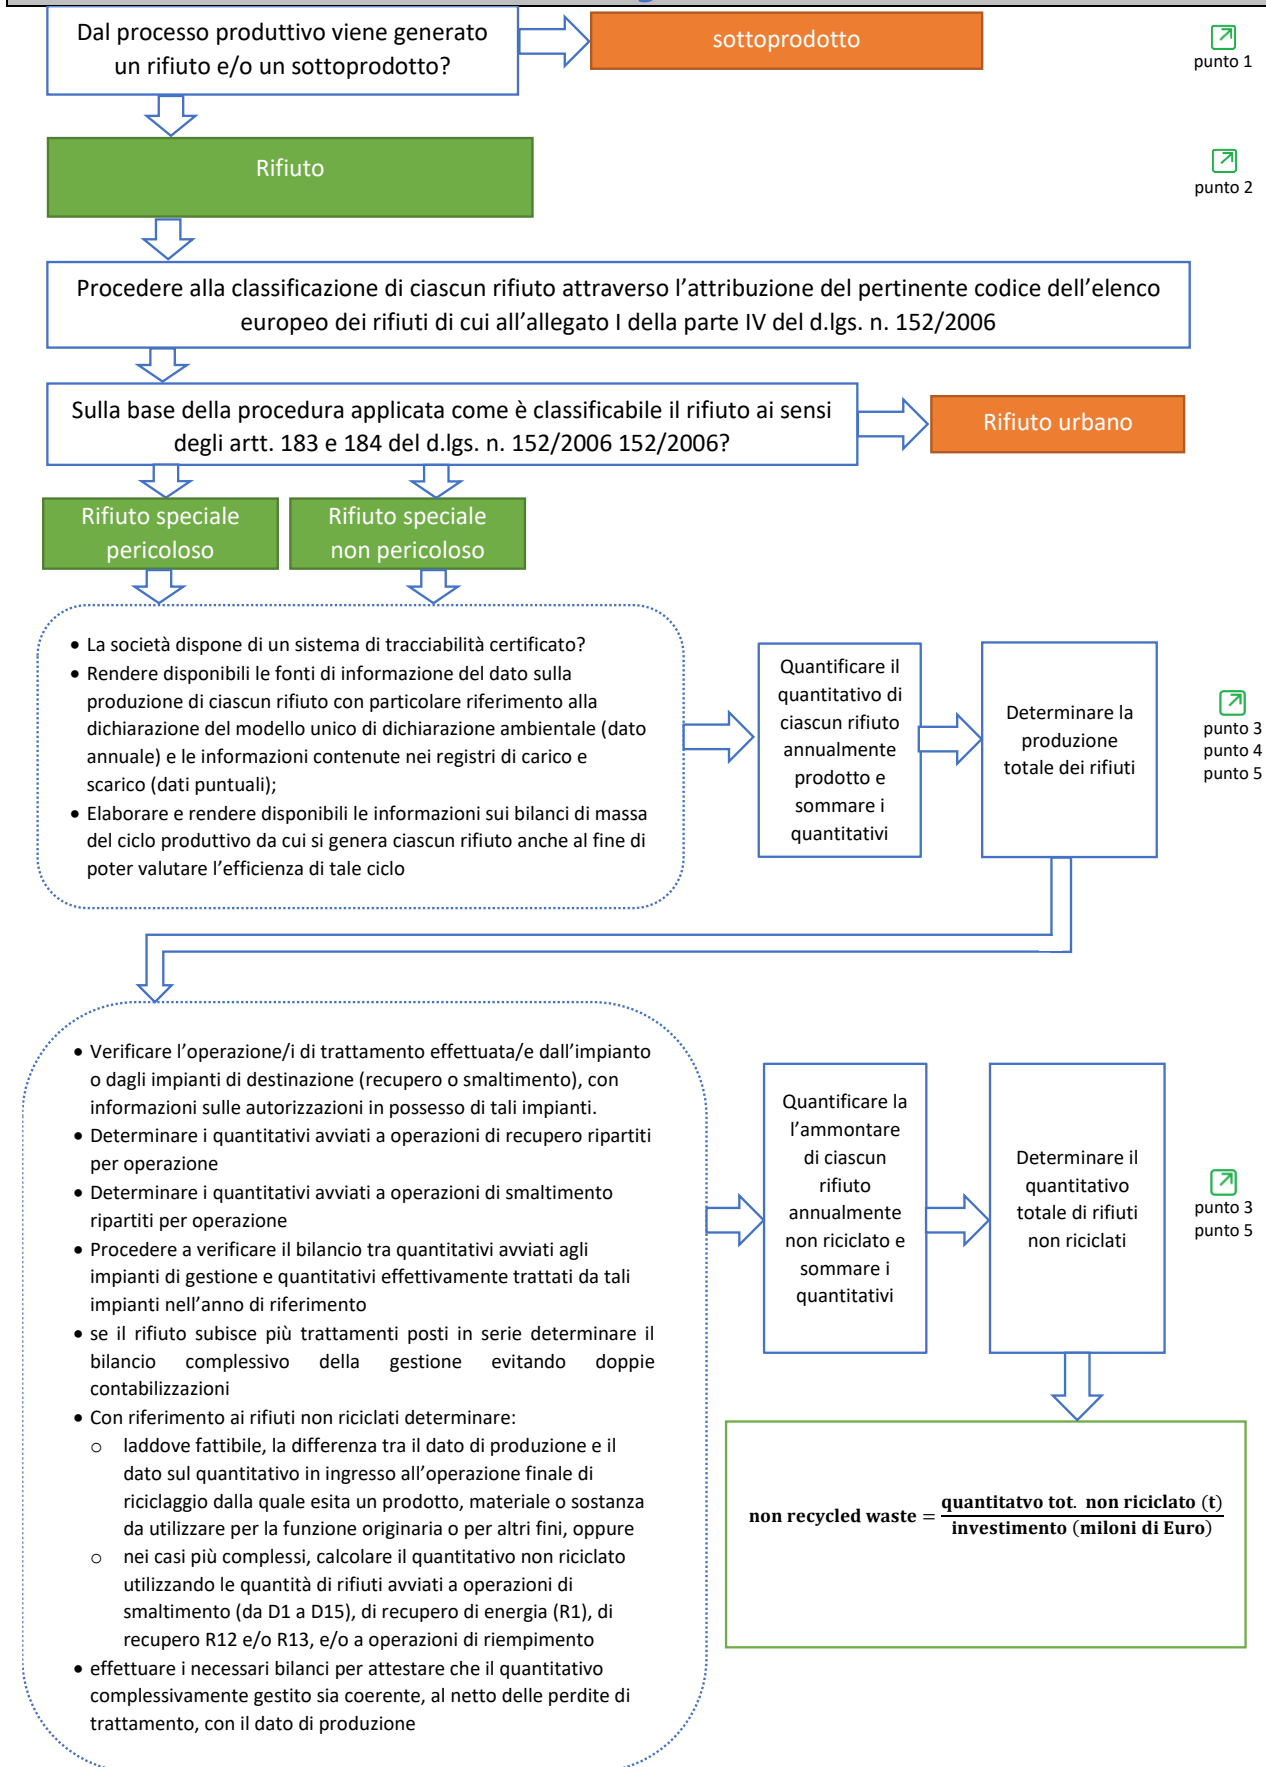 Dal processo produttivo viene generato
un rifiuto e/o un sottoprodotto?
sottoprodotto
punto 1
Rifiuto
punto 2
Procedere alla classificazione di ciascun rifiuto attraverso l’attribuzione del pertinente codice dell’elenco
europeo dei rifiuti di cui all’allegato I della parte IV del d.lgs. n. 152/2006
Sulla base della procedura applicata come è classificabile il rifiuto ai sensi
degli artt. 183 e 184 del d.lgs. n. 152/2006 152/2006?
Rifiuto urbano
Rifiuto speciale
pericoloso
Rifiuto speciale
non pericoloso
• La società dispone di un sistema di tracciabilità certificato?
• Rendere disponibili le fonti di informazione del dato sulla
produzione di ciascun rifiuto con particolare riferimento alla
dichiarazione del modello unico di dichiarazione ambientale (dato
annuale) e le informazioni contenute nei registri di carico e
scarico (dati puntuali);
• Elaborare e rendere disponibili le informazioni sui bilanci di massa
del ciclo produttivo da cui si genera ciascun rifiuto anche al fine di
poter valutare l’efficienza di tale ciclo
Quantificare il
quantitativo di
ciascun rifiuto
annualmente
prodotto e
sommare i
quantitativi
Determinare la
produzione
totale dei rifiuti
punto 3
punto 4
punto 5
• Verificare l’operazione/i di trattamento effettuata/e dall’impianto
o dagli impianti di destinazione (recupero o smaltimento), con
informazioni sulle autorizzazioni in possesso di tali impianti.
• Determinare i quantitativi avviati a operazioni di recupero ripartiti
per operazione
• Determinare i quantitativi avviati a operazioni di smaltimento
ripartiti per operazione
• Procedere a verificare il bilancio tra quantitativi avviati agli
impianti di gestione e quantitativi effettivamente trattati da tali
impianti nell’anno di riferimento
• se il rifiuto subisce più trattamenti posti in serie determinare il
bilancio complessivo della gestione evitando doppie
contabilizzazioni
• Con riferimento ai rifiuti non riciclati determinare:
o laddove fattibile, la differenza tra il dato di produzione e il
dato sul quantitativo in ingresso all’operazione finale di
riciclaggio dalla quale esita un prodotto, materiale o sostanza
da utilizzare per la funzione originaria o per altri fini, oppure
o nei casi più complessi, calcolare il quantitativo non riciclato
utilizzando le quantità di rifiuti avviati a operazioni di
smaltimento (da D1 a D15), di recupero di energia (R1), di
recupero R12 e/o R13, e/o a operazioni di riempimento
• effettuare i necessari bilanci per attestare che il quantitativo
complessivamente gestito sia coerente, al netto delle perdite di
trattamento, con il dato di produzione
Quantificare la
l’ammontare
di ciascun
rifiuto
annualmente
non riciclato e
sommare i
quantitativi
Determinare il
quantitativo
totale di rifiuti
non riciclati
punto 3
punto 5
non recycled waste = quantitatvo tot. non riciclato (t)
investimento (miloni di Euro)